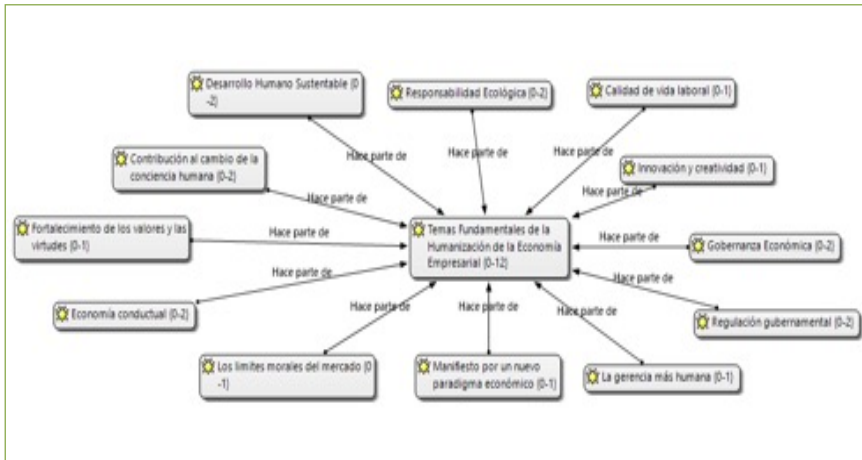 Desarrollo Humano Sustentable (0
-2)
Responsabilidad Ecológica (0-2)
Calidad de vida laboral (0-1)
Hace parte de
Hace parte de
Hace parte de
Contribución al cambio de la
conciencia humana (0-2)
Innovación y creatividad (0-1)
Hace parte de
Hace parte de
Fortalecimiento de los valores y las
virtudes (0-1)
Hace parte de
Temas Fundamentales de la
Humanización de la Economía
Empresarial (0-12)
Hace parte de
Gobernanza Económica (0-2)
Hace parte de
Hace parte de
Economía conductual (0-2)
Hace parte de
Hace parte de
Hace parte de
Regulación gubernamental (0-2)
Los limites morales del mercado (0
-1)
Manifiesto por un nuevo
paradigma económico (0-1)
La gerencia más humana (0-1)